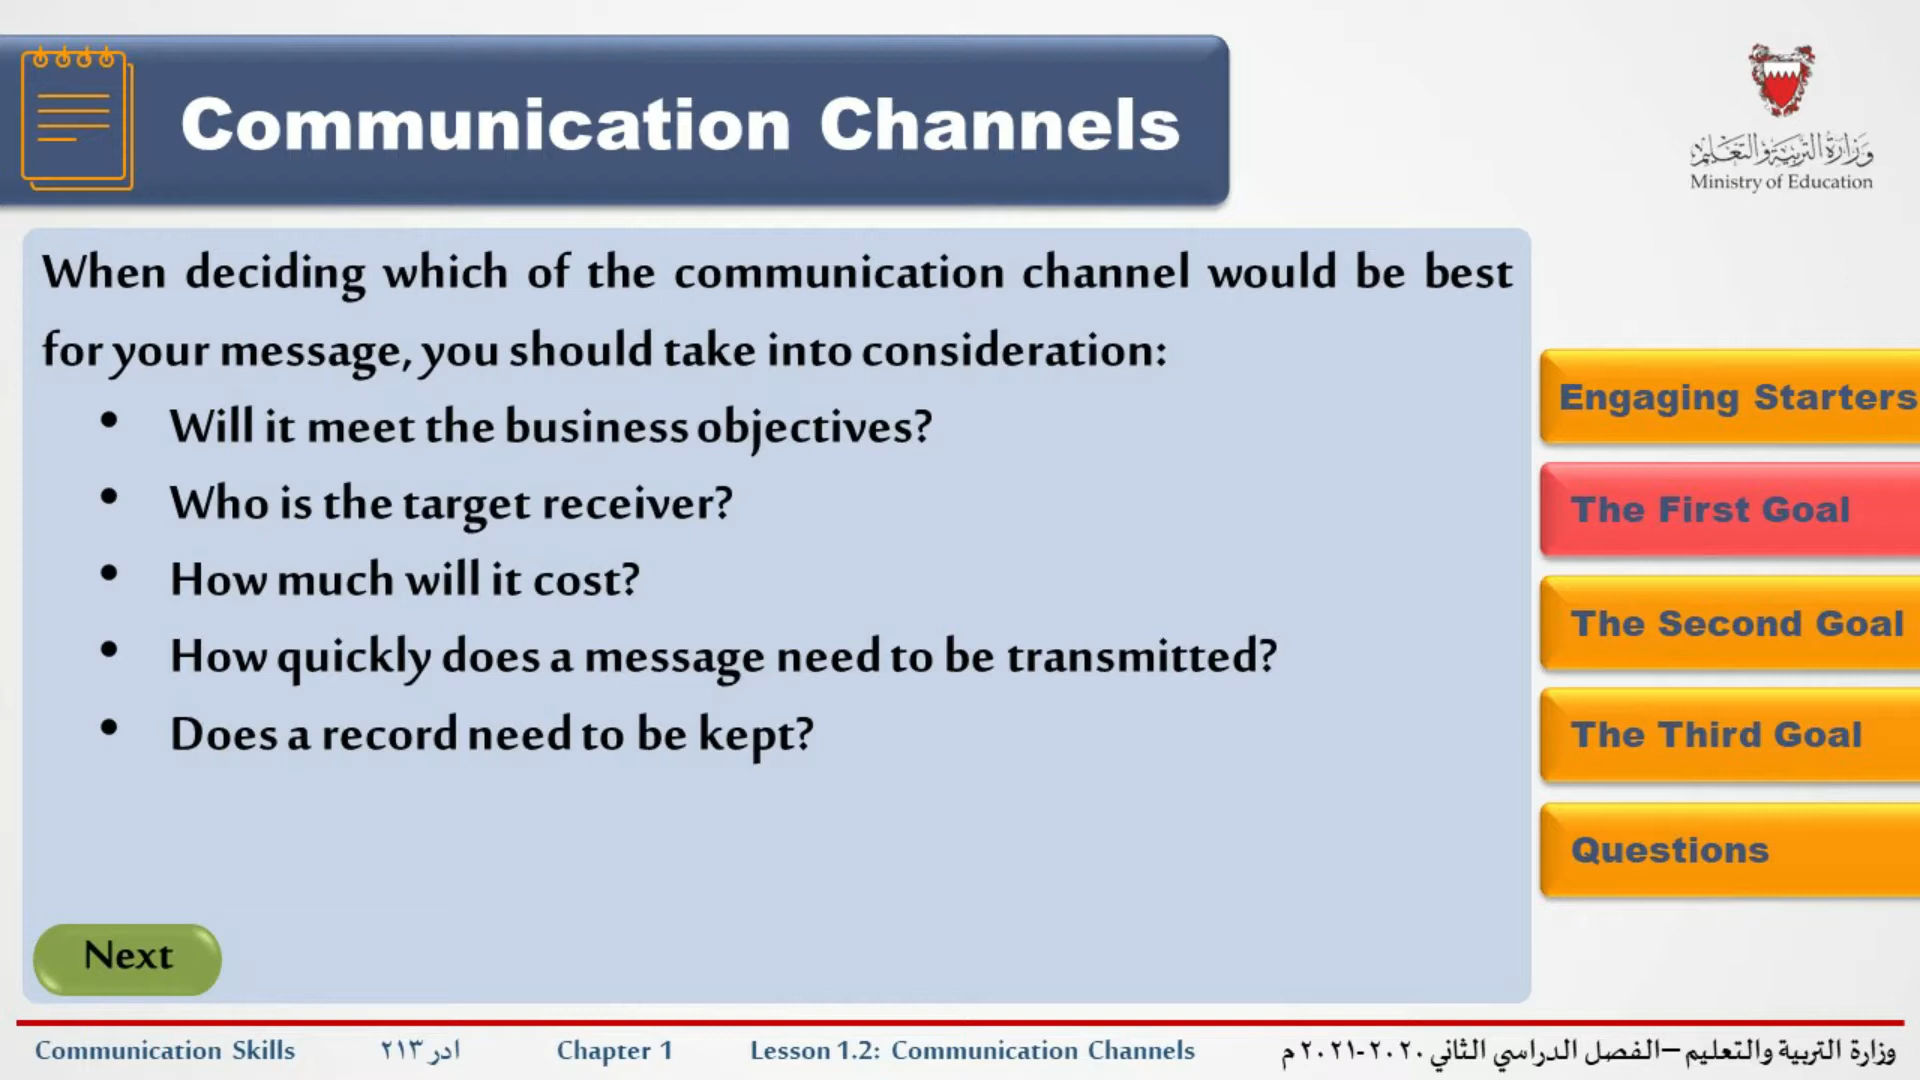 Communication Channels
وزارة التربية والتعليم
Ministry of Education
When deciding which of the communication channel would be best
for your message, you should take into consideration:
• Will it meet the business objectives?
• Who is the target receiver?
• How much will it cost?
• How quickly does a message need to be transmitted?
• Does a record need to be kept?
Next
Engaging Starters
The First Goal
The Second Goal
The Third Goal
Questions
Communication Skills ادر ٢١٣ Chapter 1 Lesson 1.2: Communication Channels وزارة التربية والتعليم –الفصل الدراسي الثاني ٢٠٢٠-٢٠٢١ م